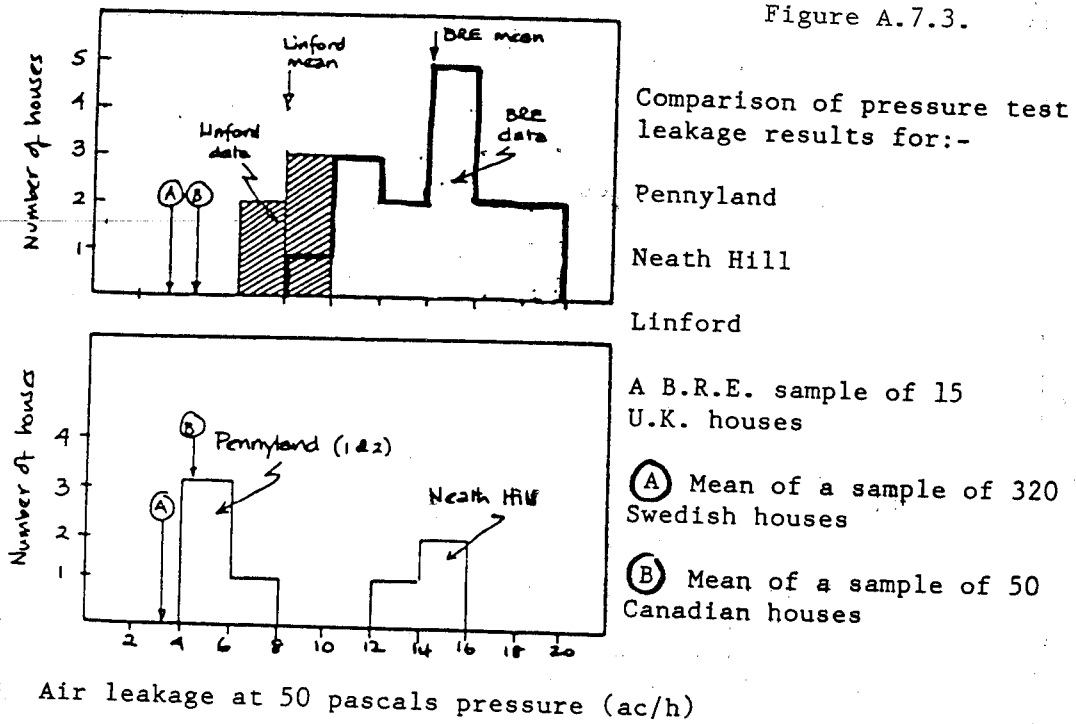 Figure A.7.3.
Comparison of pressure test
leakage results for:-
Pennyland
Neath Hill
Linford
A B.R.E. sample of 15
U.K. houses
A Mean of a sample of 320
Swedish houses
B Mean of a sample of 50
Canadian houses
Number of houses
5
4
3
2
1
Linford
mean
BRE mean
Linford
data
BRE
data
A
B
Number of houses
4
3
2
1
B
Pennyland (1&2)
A
Neath Hill
2 4 6 8 10 12 14 16 18 20
Air leakage at 50 pascals pressure (ac/h)